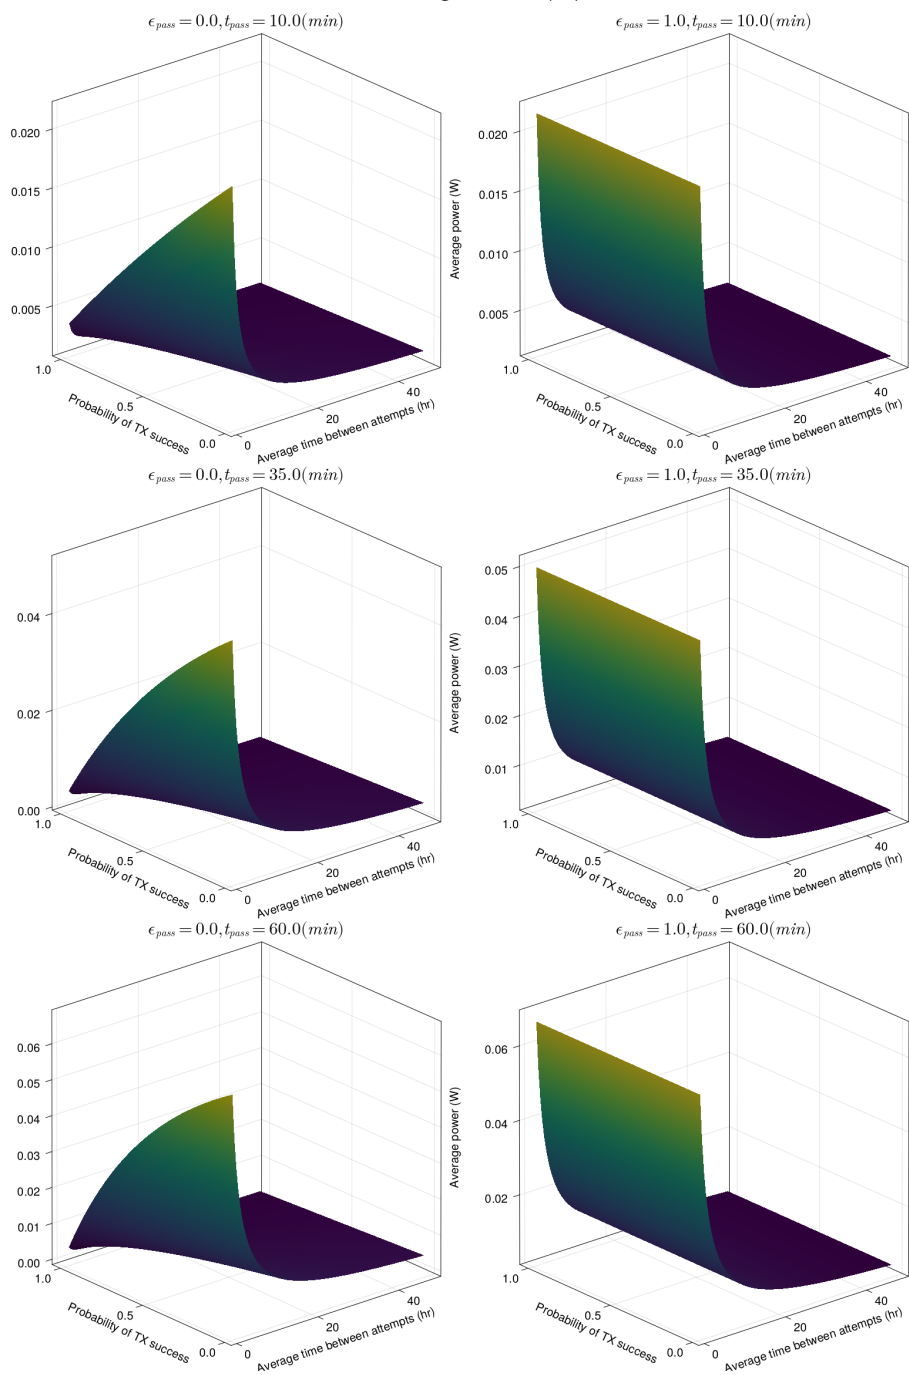 ϵ_pass = 0.0, t_pass = 10.0(min)
0.020
0.015
0.010
0.005
1.0
0.5
0.0
Probability of TX success
0
20
40
Average time between attempts (hr)
ϵ_pass = 1.0, t_pass = 10.0(min)
Average power (W)
0.020
0.015
0.010
0.005
1.0
0.5
0.0
Probability of TX success
0
20
40
Average time between attempts (hr)
ϵ_pass = 0.0, t_pass = 35.0(min)
0.04
0.02
0.00
1.0
0.5
0.0
Probability of TX success
0
20
40
Average time between attempts (hr)
ϵ_pass = 1.0, t_pass = 35.0(min)
Average power (W)
0.05
0.04
0.03
0.02
0.01
1.0
0.5
0.0
Probability of TX success
0
20
40
Average time between attempts (hr)
ϵ_pass = 0.0, t_pass = 60.0(min)
0.06
0.05
0.04
0.03
0.02
0.01
0.00
1.0
0.5
0.0
Probability of TX success
0
20
40
Average time between attempts (hr)
ϵ_pass = 1.0, t_pass = 60.0(min)
Average power (W)
0.06
0.04
0.02
1.0
0.5
0.0
Probability of TX success
0
20
40
Average time between attempts (hr)